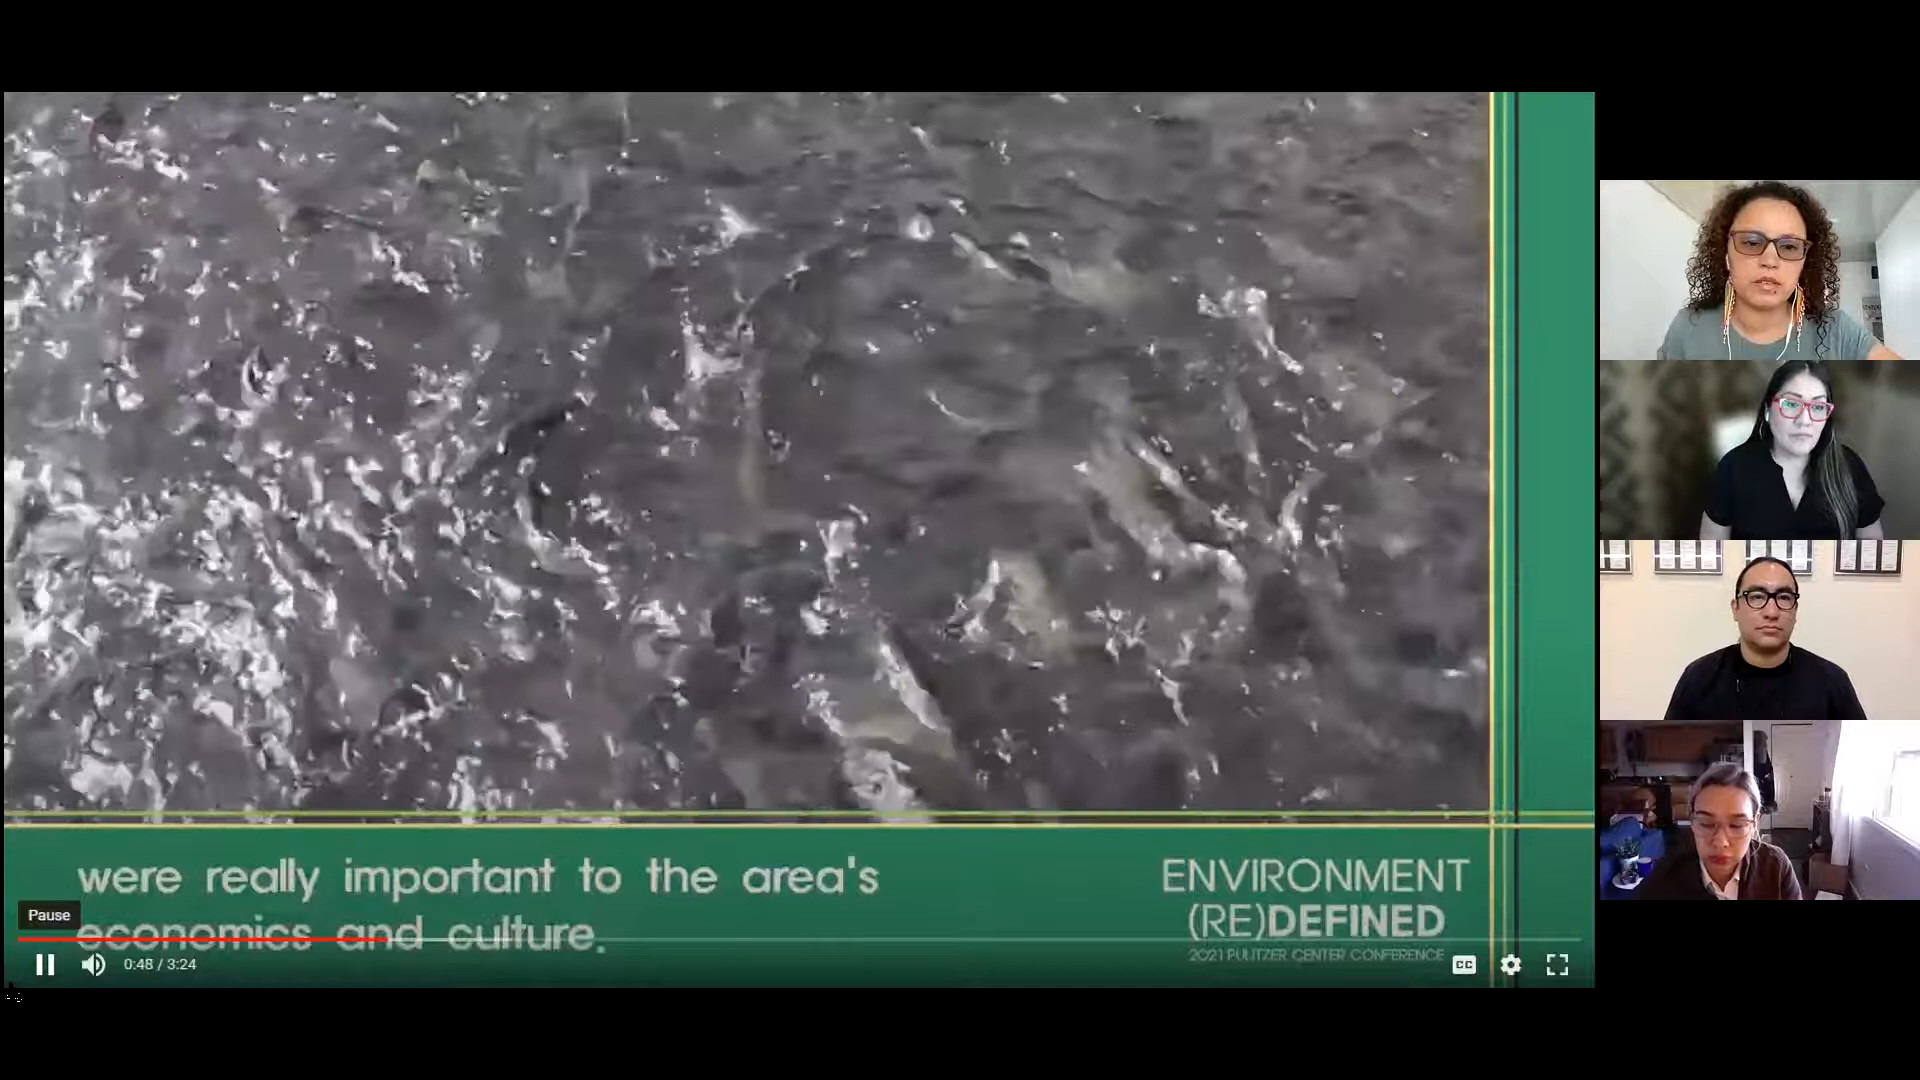 were really important to the area's
economics and culture.
ENVIRONMENT
(RE)DEFINED
2021 PULITZER CENTER CONFERENCE
Pause
0:48 / 3:24
CC